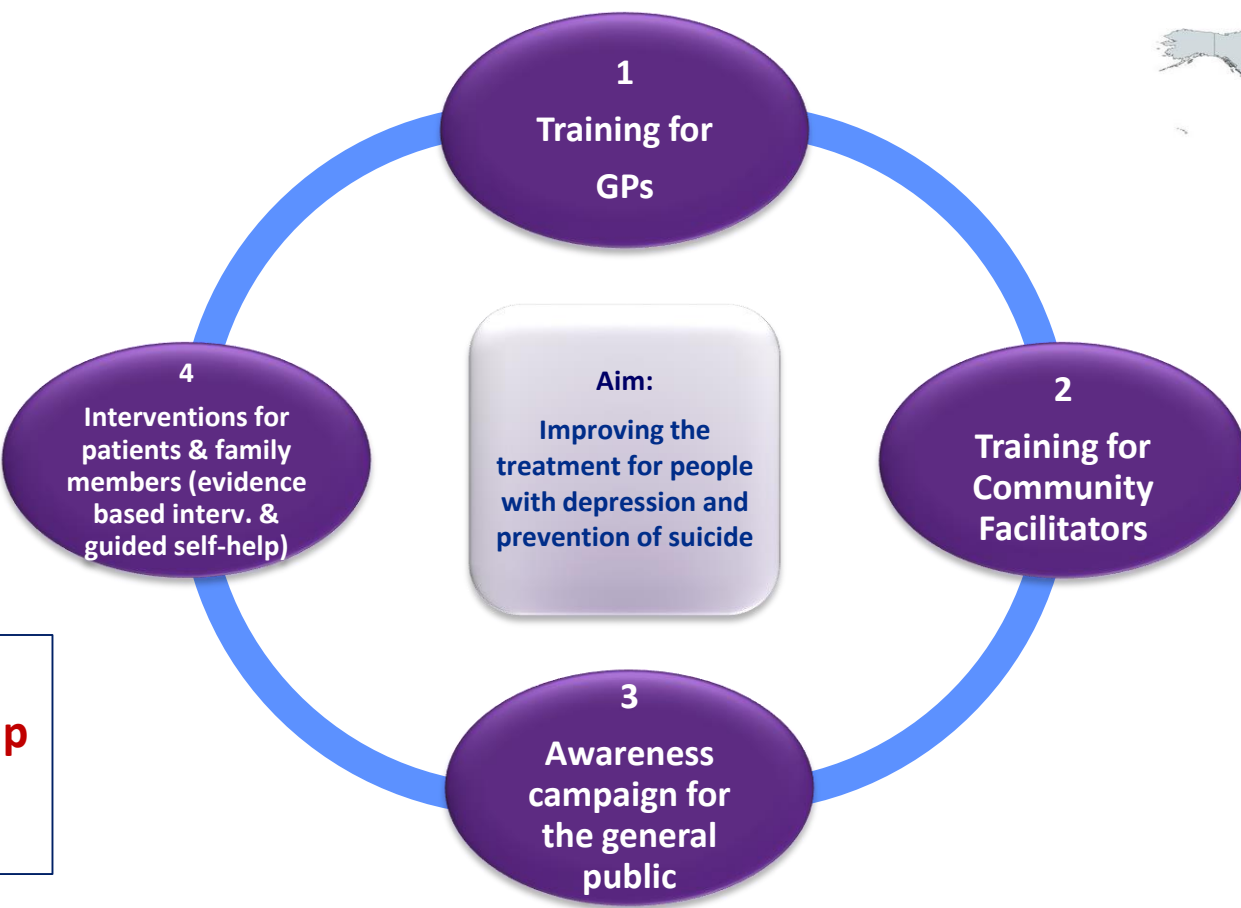 1
Training for
GPs
Aim:
Improving the
treatment for people
with depression and
prevention of suicide
2
Training for
Community
Facilitators
3
Awareness
campaign for
the general
public
4
Interventions for
patients & family
members (evidence
based interv. &
guided self-help)
p